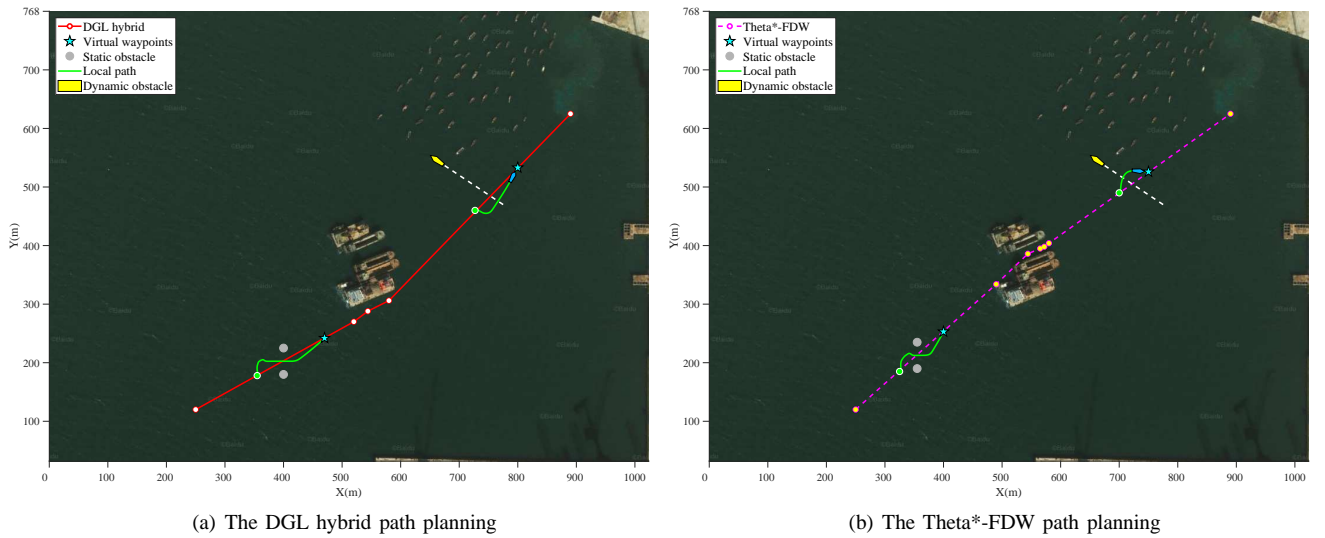 768
700
600
500
400
300
200
100
Y(m)
DGL hybrid
Virtual waypoints
Static obstacle
Local path
Dynamic obstacle
0 100 200 300 400 500 600 700 800 900 1000
X(m)
(a) The DGL hybrid path planning
768
700
600
500
400
300
200
100
Y(m)
Theta*-FDW
Virtual waypoints
Static obstacle
Local path
Dynamic obstacle
0 100 200 300 400 500 600 700 800 900 1000
X(m)
(b) The Theta*-FDW path planning